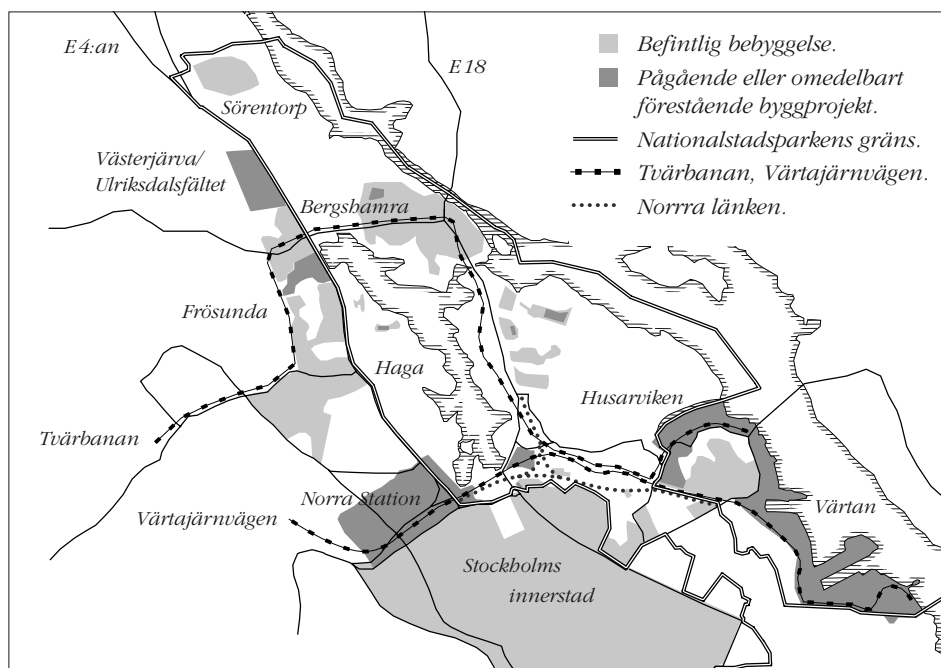 E4:an
E18
Sörentorp
Befintlig bebyggelse.
Pågående eller omedelbart
förestående byggprojekt.
Nationalstadsparkens gräns.
Tvärbanan, Värtajärnvägen.
Norrra länken.
Västerjärva/
Ulriksdalsfältet
Bergshamra
Frösunda
Haga
Husarviken
Tvärbanan
Norra Station
Värtajärnvägen
Värtan
Stockholms
innerstad